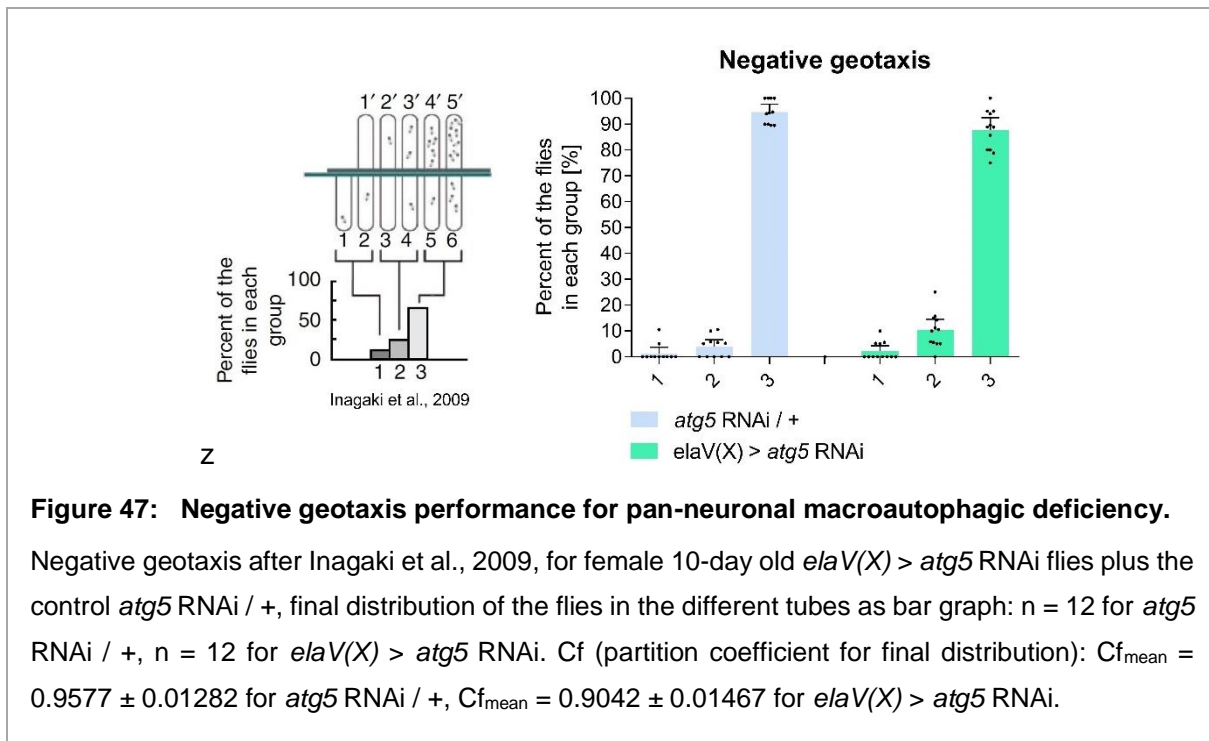 1′ 2′ 3′ 4′ 5′
1 2 3 4 5 6
Percent of the
flies in each
group
100
50
0
1 2 3
Inagaki et al., 2009
z
Negative geotaxis
Percent of the flies
in each group [%]
100
90
80
70
60
50
40
30
20
10
0
1 2 3 1 2 3
atg5 RNAi / +
elaV(X) > atg5 RNAi
Figure 47: Negative geotaxis performance for pan-neuronal macroautophagic deficiency.
Negative geotaxis after Inagaki et al., 2009, for female 10-day old elaV(X) > atg5 RNAi flies plus the
control atg5 RNAi / +, final distribution of the flies in the different tubes as bar graph: n = 12 for atg5
RNAi / +, n = 12 for elaV(X) > atg5 RNAi. Cf (partition coefficient for final distribution): Cfmean =
0.9577 ± 0.01282 for atg5 RNAi / +, Cfmean = 0.9042 ± 0.01467 for elaV(X) > atg5 RNAi.